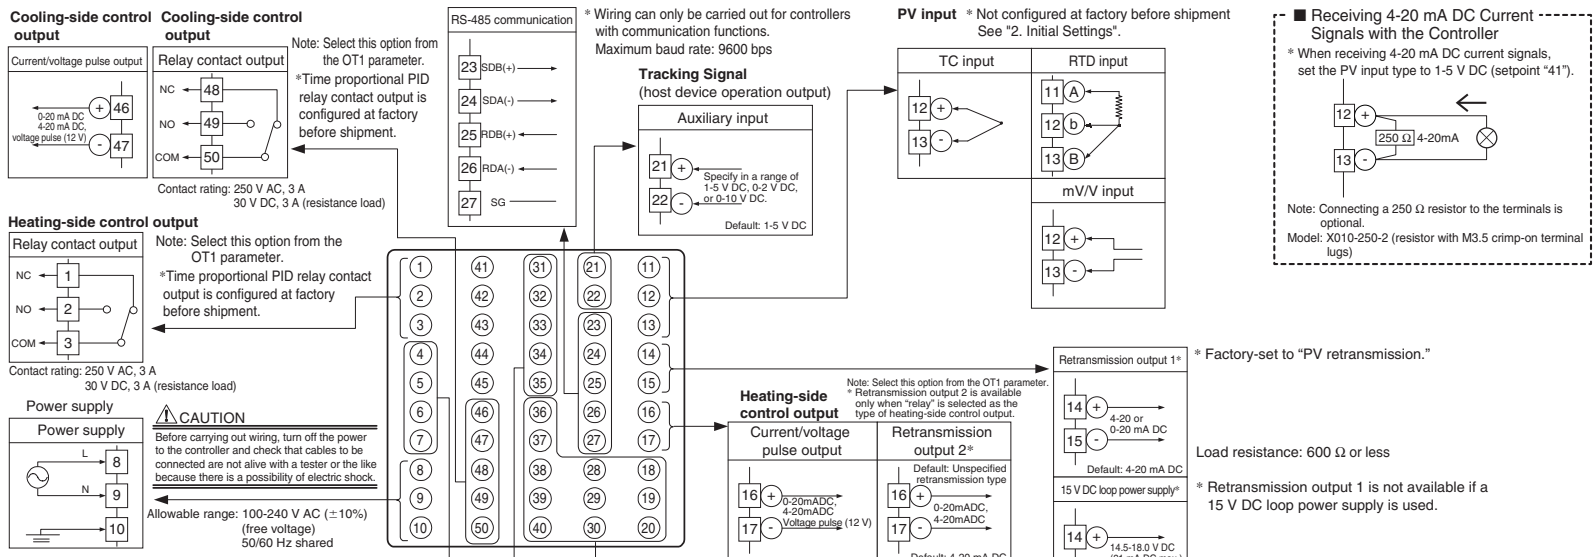 Cooling-side control
output
Current/voltage pulse output
+
46
0-20 mA DC
4-20 mA DC,
voltage pulse (12 V)
-
47
Cooling-side control
output
Relay contact output
NC
48
NO
49
COM
50
Contact rating: 250 V AC, 3 A
30 V DC, 3 A (resistance load)
Note: Select this option from
the OT1 parameter.
*Time proportional PID
relay contact output is
configured at factory
before shipment.
RS-485 communication
23 SDB(+)
24 SDA(-)
25 RDB(+)
26 RDA(-)
27 SG
* Wiring can only be carried out for controllers
with communication functions.
Maximum baud rate: 9600 bps
Tracking Signal
(host device operation output)
Auxiliary input
21 +
Specify in a range of
1-5 V DC, 0-2 V DC,
or 0-10 V DC.
22 -
Default: 1-5 V DC
PV input * Not configured at factory before shipment
See "2. Initial Settings".
TC input
12 +
13 -
RTD input
11 A
12 b
13 B
mV/V input
12 +
13 -
■ Receiving 4-20 mA DC Current
Signals with the Controller
* When receiving 4-20 mA DC current signals,
set the PV input type to 1-5 V DC (setpoint “41”).
12 +
250 Ω 4-20mA
13 -
Note: Connecting a 250 Ω resistor to the terminals is
optional.
Model: X010-250-2 (resistor with M3.5 crimp-on terminal
lugs)
Heating-side control output
Relay contact output
NC 1
NO 2
COM 3
Contact rating: 250 V AC, 3 A
30 V DC, 3 A (resistance load)
Note: Select this option from the
OT1 parameter.
*Time proportional PID relay contact
output is configured at factory
before shipment.
Power supply
Power supply
L 8
N 9
10
CAUTION
Before carrying out wiring, turn off the power
to the controller and check that cables to be
connected are not alive with a tester or the like
because there is a possibility of electric shock.
Allowable range: 100-240 V AC (±10%)
(free voltage)
50/60 Hz shared
1 41 31 21 11
2 42 32 22 12
3 43 33 23 13
4 44 34 24 14
5 45 35 25 15
6 46 36 26 16
7 47 37 27 17
8 48 38 28 18
9 49 39 29 19
10 50 40 30 20
Heating-side
control output
Note: Select this option from the OT1 parameter.
* Retransmission output 2 is available
only when “relay” is selected as the
type of heating-side control output.
Current/voltage
pulse output
16 +
0-20mADC,
4-20mADC
Voltage pulse (12 V)
17 -
Retransmission
output 2*
Default: Unspecified
retransmission type
16 +
0-20mADC,
4-20mADC
17 -
Default: 4-20 mA DC
Retransmission output 1*
14 +
4-20 or
0-20 mA DC
15 -
Default: 4-20 mA DC
15 V DC loop power supply*
14 +
14.5-18.0 V DC
(21 mA DC max.)
* Factory-set to “PV retransmission.”
Load resistance: 600 Ω or less
* Retransmission output 1 is not available if a
15 V DC loop power supply is used.